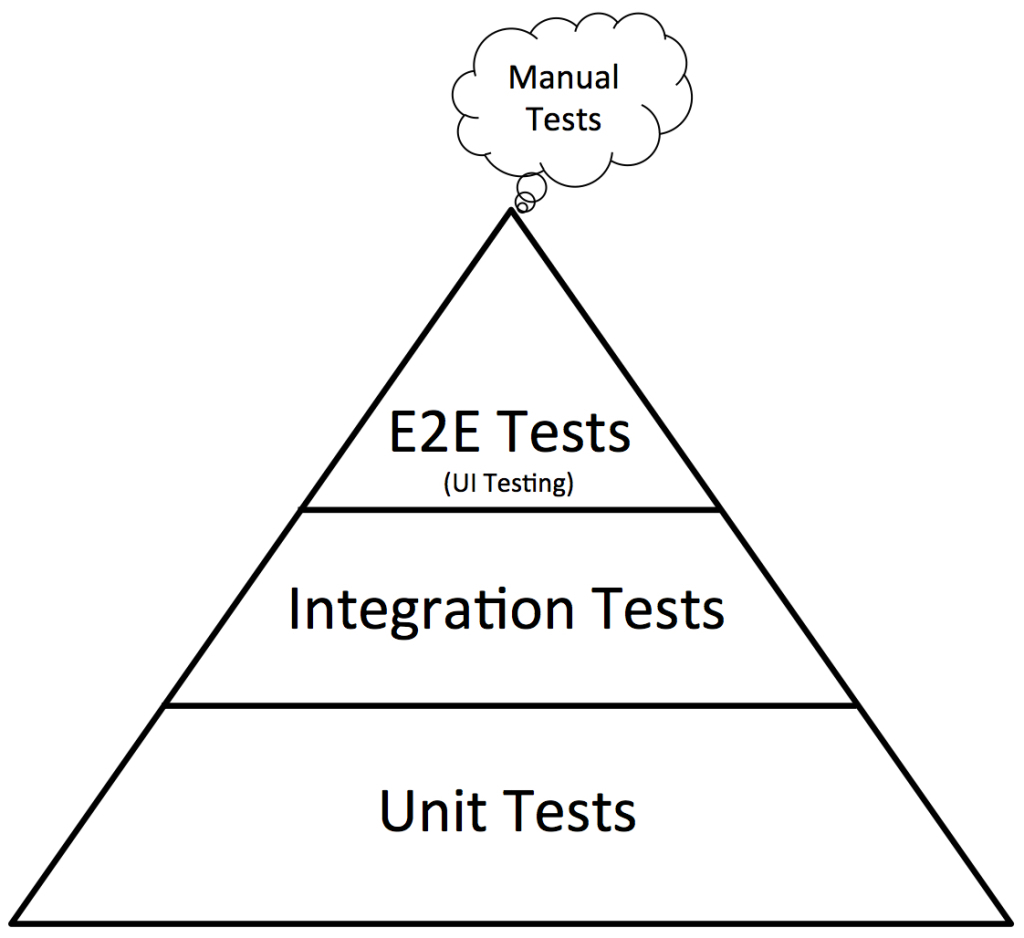 Manual
Tests
E2E Tests
(UI Testing)
Integration Tests
Unit Tests